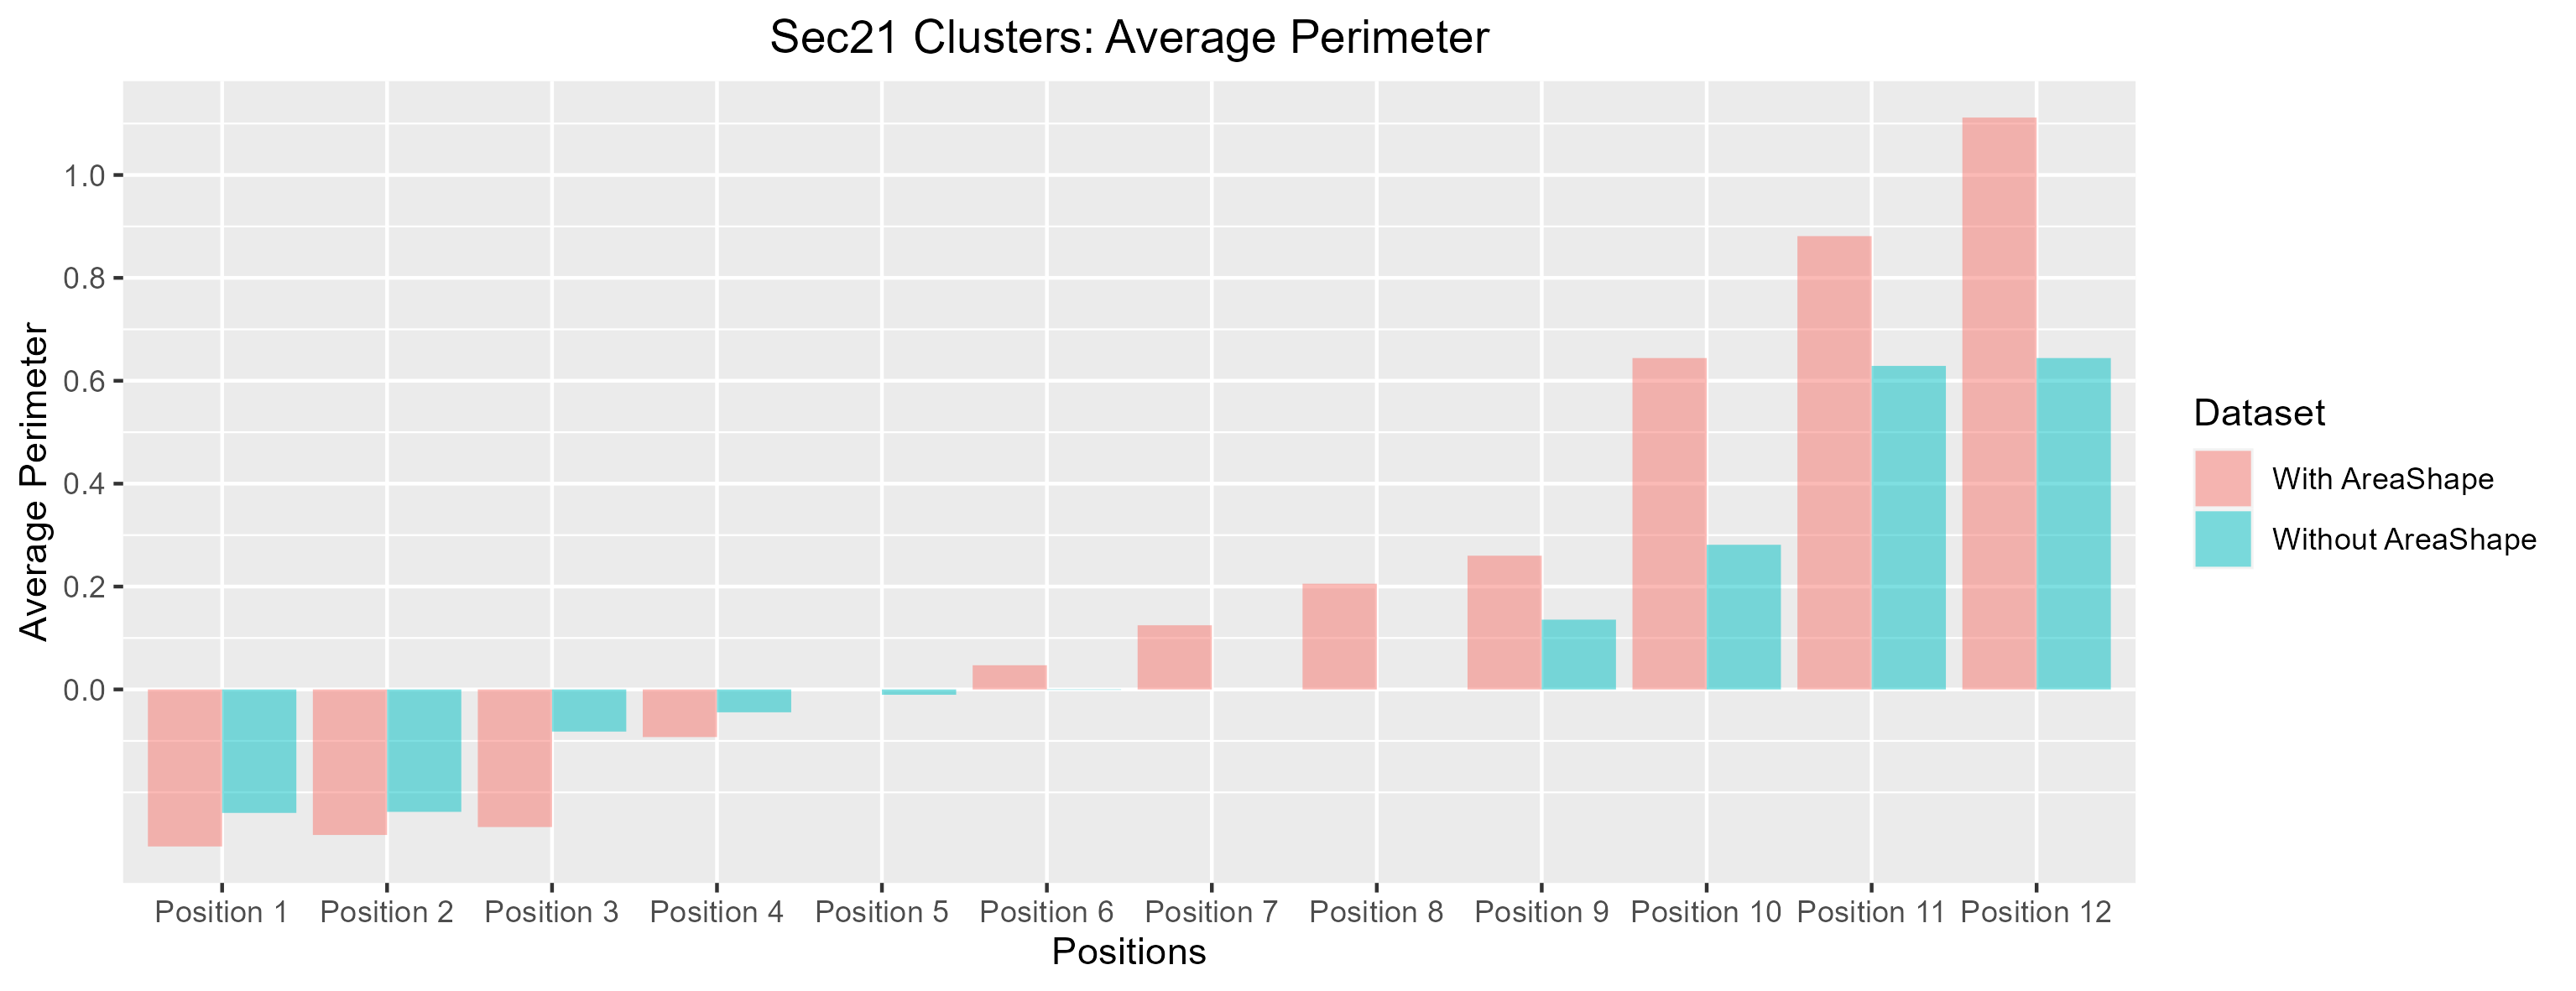 Sec21 Clusters: Average Perimeter
Average Perimeter
1.0
0.8
0.6
0.4
0.2
0.0
Position 1 Position 2 Position 3 Position 4 Position 5 Position 6 Position 7 Position 8 Position 9 Position 10 Position 11 Position 12
Positions
Dataset
With AreaShape
Without AreaShape